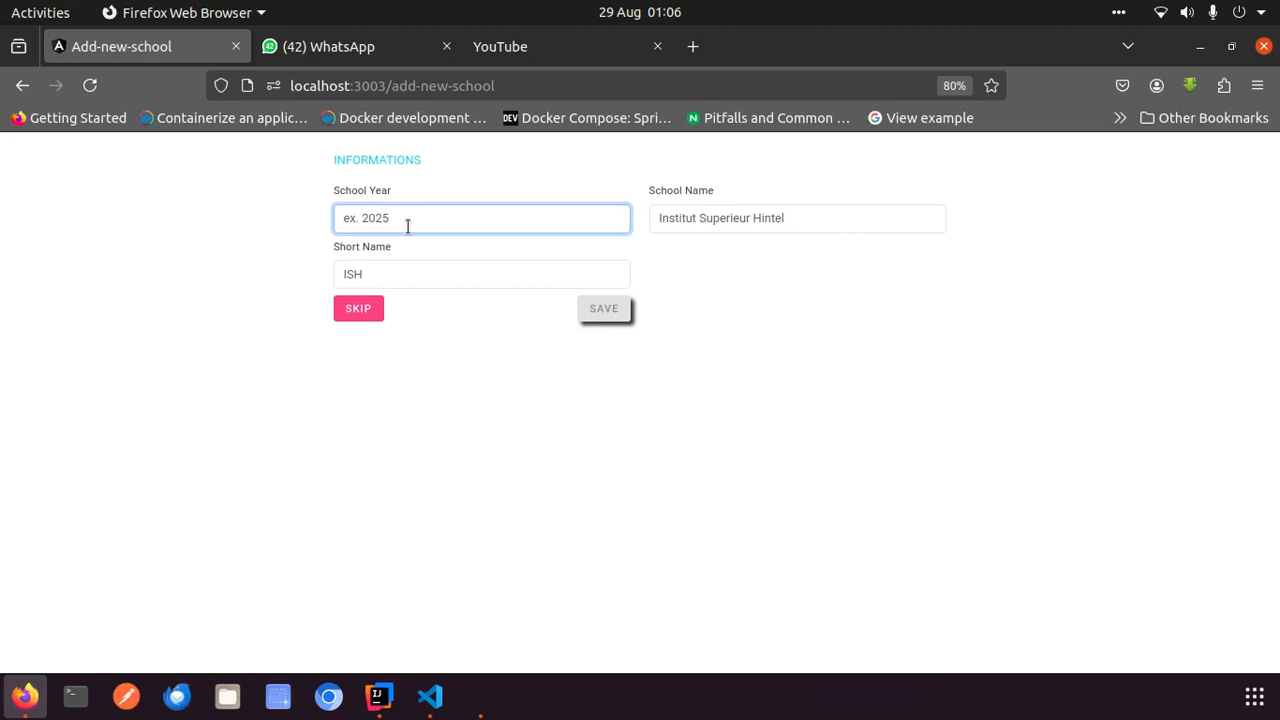 Activities Firefox Web Browser 29 Aug 01:06
Add-new-school (42) WhatsApp YouTube
localhost:3003/add-new-school 80%
Getting Started Containerize an applic... Docker development ... DEV Docker Compose: Spri... N Pitfalls and Common ... G View example Other Bookmarks
INFORMATIONS
School Year School Name
ex. 2025 Institut Superieur Hintel
Short Name
ISH
SKIP SAVE